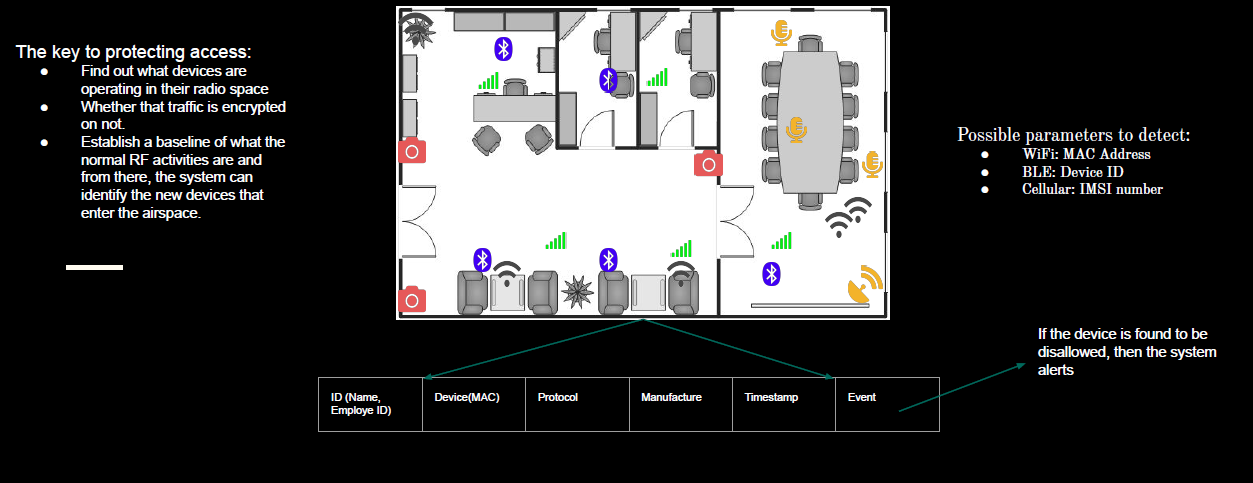 The key to protecting access:
● Find out what devices are
operating in their radio space
● Whether that traffic is encrypted
on not.
● Establish a baseline of what the
normal RF activities are and
from there, the system can
identify the new devices that
enter the airspace.
Possible parameters to detect:
● WiFi: MAC Address
● BLE: Device ID
● Cellular: IMSI number
If the device is found to be
disallowed, then the system
alerts
ID (Name,
Employe ID)
Device(MAC)
Protocol
Manufacture
Timestamp
Event